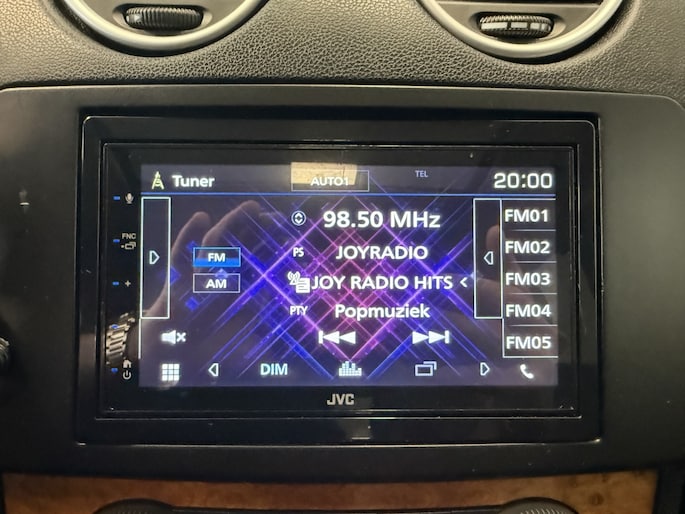 Tuner AUTO1 TEL 20:00
98.50 MHz
FM PS JOYRADIO
AM JOY RADIO HITS <
PTY Popmuziek
FM01
FM02
FM03
FM04
FM05
DIM
FNC
JVC